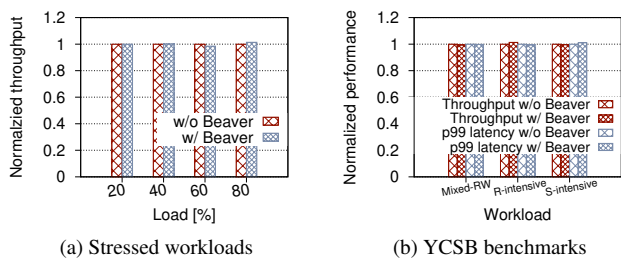 Normalzied throughput
1.2
1
0.8
0.6
0.4
0.2
0
w/o Beaver
w/ Beaver
20
40
60
80
Load [%]
(a) Stressed workloads
Normalized performance
1.2
1
0.8
0.6
0.4
0.2
0
Throughput w/o Beaver
Throughput w/ Beaver
p99 latency w/o Beaver
p99 latency w/ Beaver
Mixed-RW
R-intensive
S-intensive
Workload
(b) YCSB benchmarks